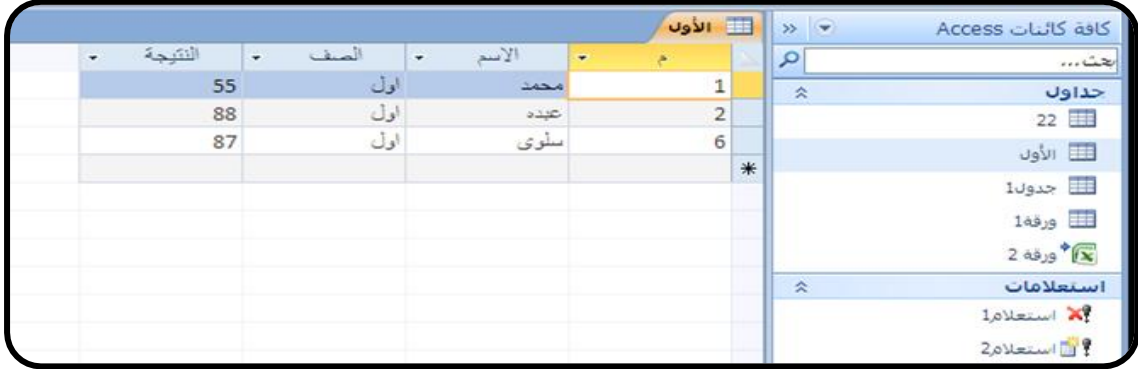 كافة كائنات Access
بحث...
جداول
22
الأول
جدول1
ورقة1
ورقة 2
استعلامات
استعلام1
استعلام2
الأول
م الاسم الصف النتيجة
1 محمد اول 55
2 عبده اول 88
6 سلوى اول 87